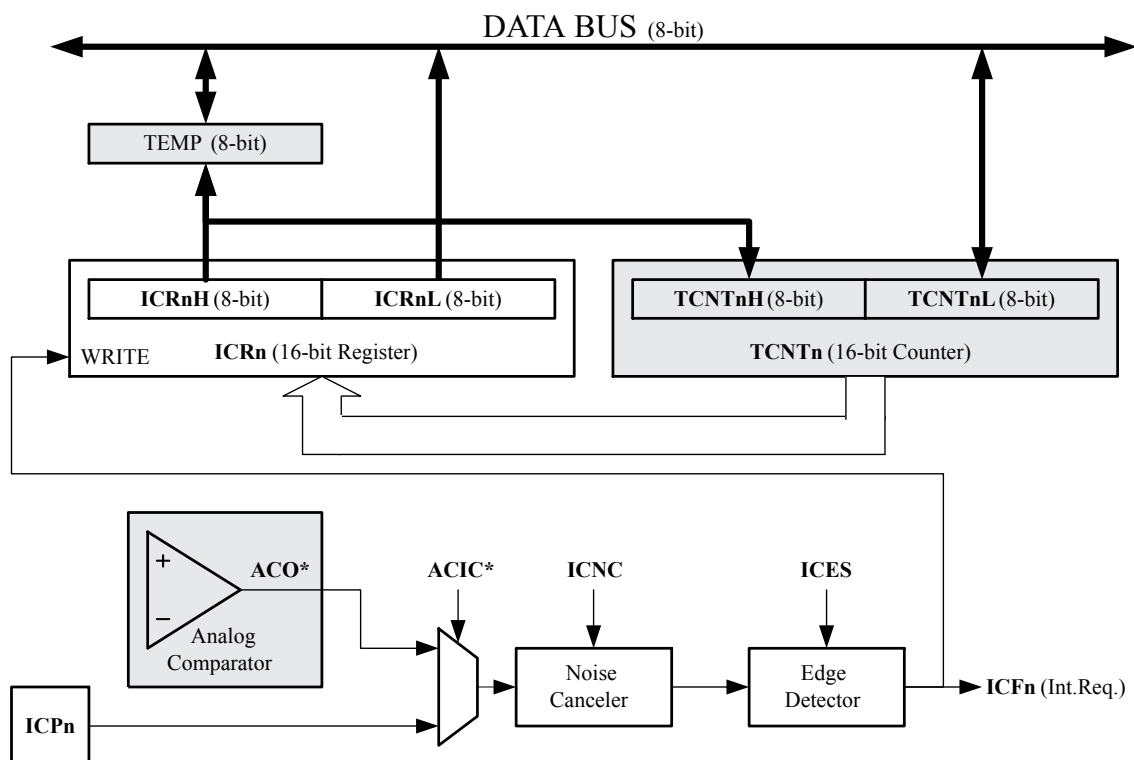 DATA BUS (8-bit)
TEMP (8-bit)
ICRnH (8-bit)
ICRnL (8-bit)
TCNTnH (8-bit)
TCNTnL (8-bit)
WRITE
ICRn (16-bit Register)
TCNTn (16-bit Counter)
+
−
ACO*
Analog
Comparator
ACIC*
ICNC
ICES
Noise
Canceler
Edge
Detector
ICFn (Int.Req.)
ICPn